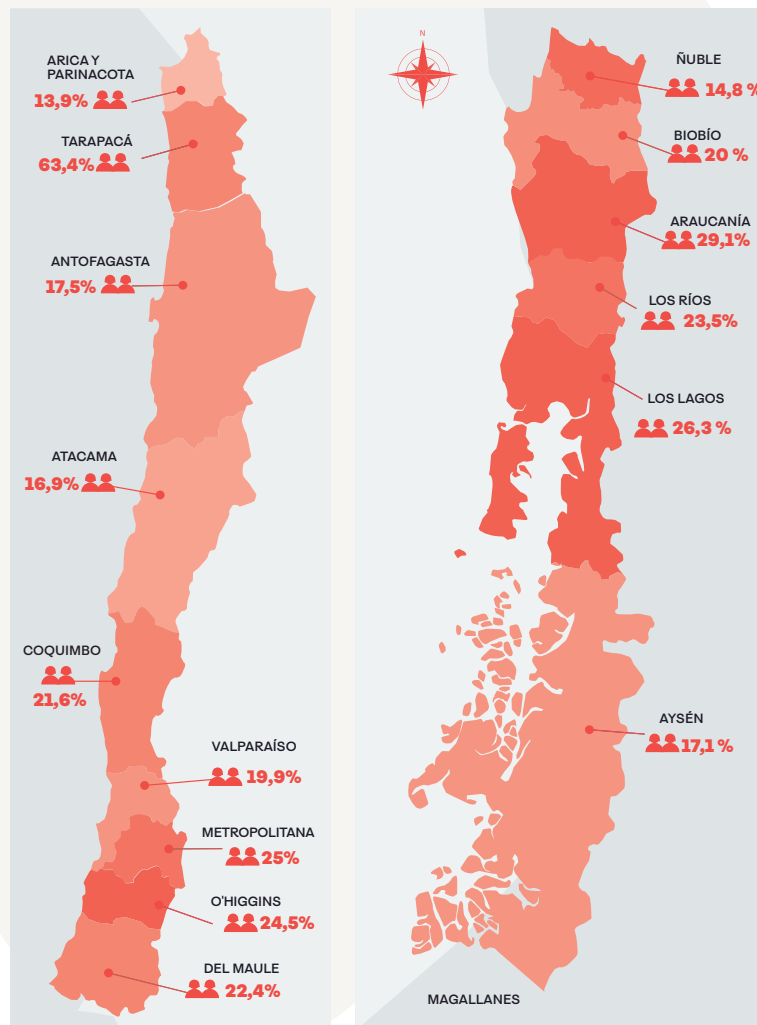 ARICA Y
PARINACOTA
13,9%
TARAPACÁ
63,4%
ANTOFAGASTA
17,5%
ATACAMA
16,9%
COQUIMBO
21,6%
VALPARAÍSO
19,9%
METROPOLITANA
25%
O'HIGGINS
24,5%
DEL MAULE
22,4%
N
ÑUBLE
14,8 %
BIOBÍO
20 %
ARAUCANÍA
29,1%
LOS RÍOS
23,5%
LOS LAGOS
26,3 %
AYSÉN
17,1 %
MAGALLANES